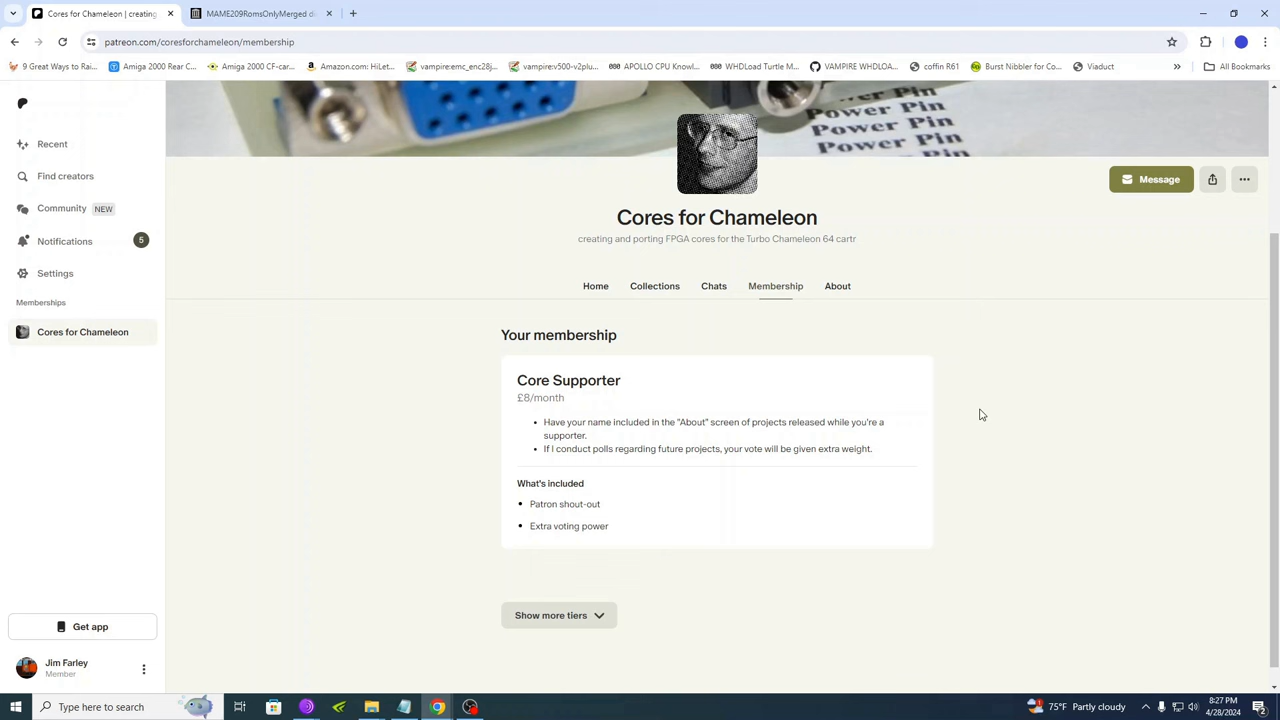 Cores for Chameleon | creating
MAME209RomsOnlyMerged di
patreon.com/coresforchameleon/membership
9 Great Ways to Rai...
Amiga 2000 Rear C...
Amiga 2000 CF-car...
Amazon.com: HiLet...
vampire:emc_enc28j...
vampire:v500-v2plu...
APOLLO CPU Knowl...
WHDLoad Turtle M...
VAMPIRE WHDLOA...
coffin R61
Burst Nibbler for Co...
Viaduct
»
All Bookmarks
Power Pin
Power Pin
Power Pin
Recent
Find creators
Community NEW
Notifications 5
Settings
Memberships
Cores for Chameleon
Message
Cores for Chameleon
creating and porting FPGA cores for the Turbo Chameleon 64 cartr
Home Collections Chats Membership About
Your membership
Core Supporter
£8/month
• Have your name included in the "About" screen of projects released while you're a
supporter.
• If I conduct polls regarding future projects, your vote will be given extra weight.
What's included
• Patron shout-out
• Extra voting power
Show more tiers
Get app
Jim Farley
Member
Type here to search
75°F Partly cloudy
8:27 PM
4/28/2024
2